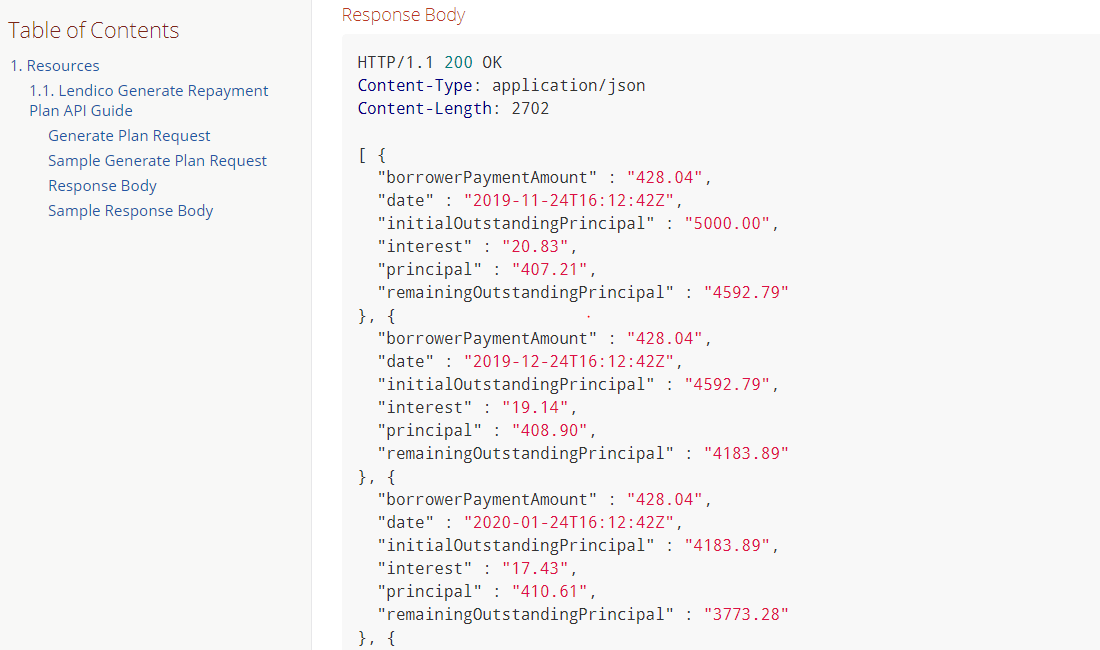 Table of Contents
1. Resources
1.1. Lendico Generate Repayment
Plan API Guide
Generate Plan Request
Sample Generate Plan Request
Response Body
Sample Response Body
Response Body
HTTP/1.1 200 OK
Content-Type: application/json
Content-Length: 2702
[ {
"borrowerPaymentAmount" : "428.04",
"date" : "2019-11-24T16:12:42Z",
"initialOutstandingPrincipal" : "5000.00",
"interest" : "20.83",
"principal" : "407.21",
"remainingOutstandingPrincipal" : "4592.79"
}, {
"borrowerPaymentAmount" : "428.04",
"date" : "2019-12-24T16:12:42Z",
"initialOutstandingPrincipal" : "4592.79",
"interest" : "19.14",
"principal" : "408.90",
"remainingOutstandingPrincipal" : "4183.89"
}, {
"borrowerPaymentAmount" : "428.04",
"date" : "2020-01-24T16:12:42Z",
"initialOutstandingPrincipal" : "4183.89",
"interest" : "17.43",
"principal" : "410.61",
"remainingOutstandingPrincipal" : "3773.28"
}, {